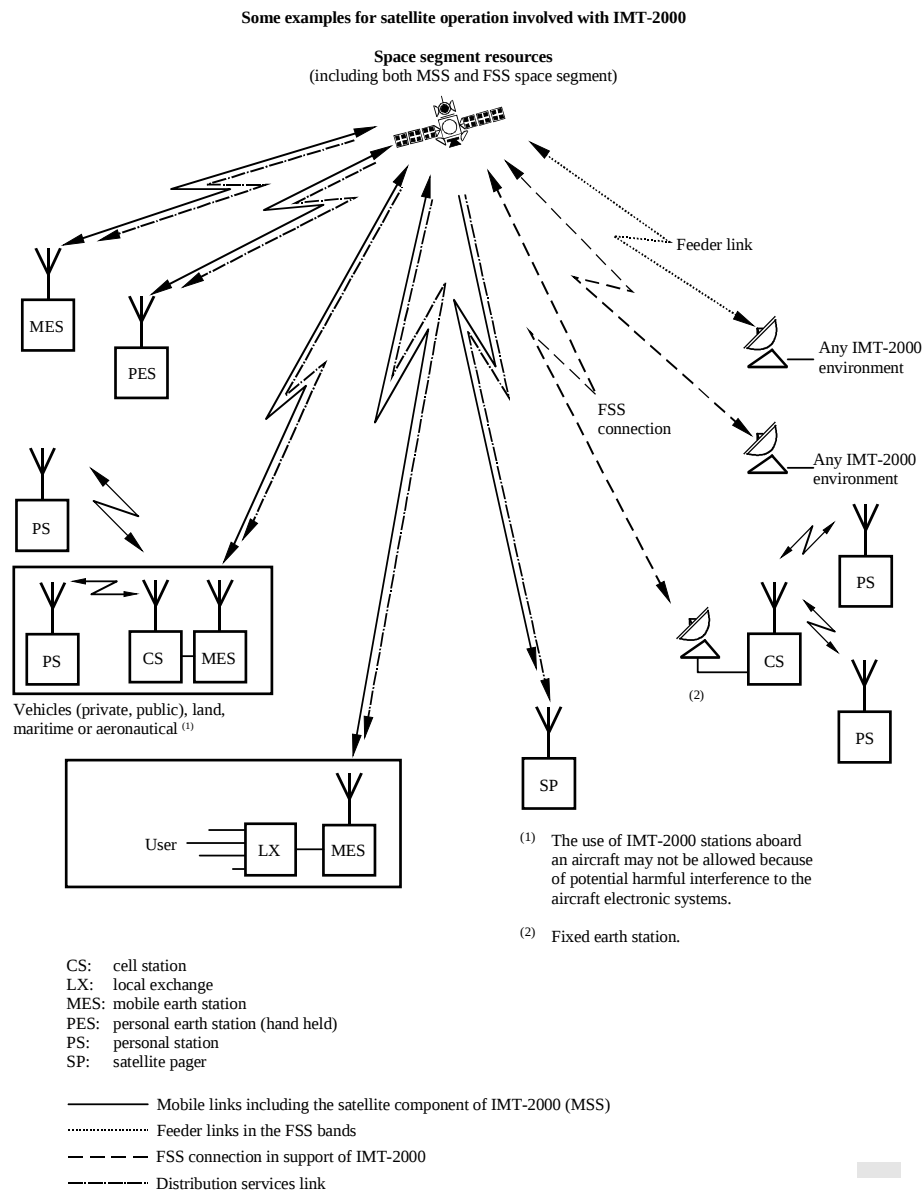 Some examples for satellite operation involved with IMT-2000
Space segment resources
(including both MSS and FSS space segment)
Feeder link
MES
PES
Any IMT-2000
environment
FSS
connection
Any IMT-2000
environment
PS
PS
PS
CS
MES
CS
(2)
PS
Vehicles (private, public), land,
maritime or aeronautical (1)
SP
User
LX
MES
(1) The use of IMT-2000 stations aboard
an aircraft may not be allowed because
of potential harmful interference to the
aircraft electronic systems.
(2) Fixed earth station.
CS: cell station
LX: local exchange
MES: mobile earth station
PES: personal earth station (hand held)
PS: personal station
SP: satellite pager
Mobile links including the satellite component of IMT-2000 (MSS)
Feeder links in the FSS bands
FSS connection in support of IMT-2000
Distribution services link